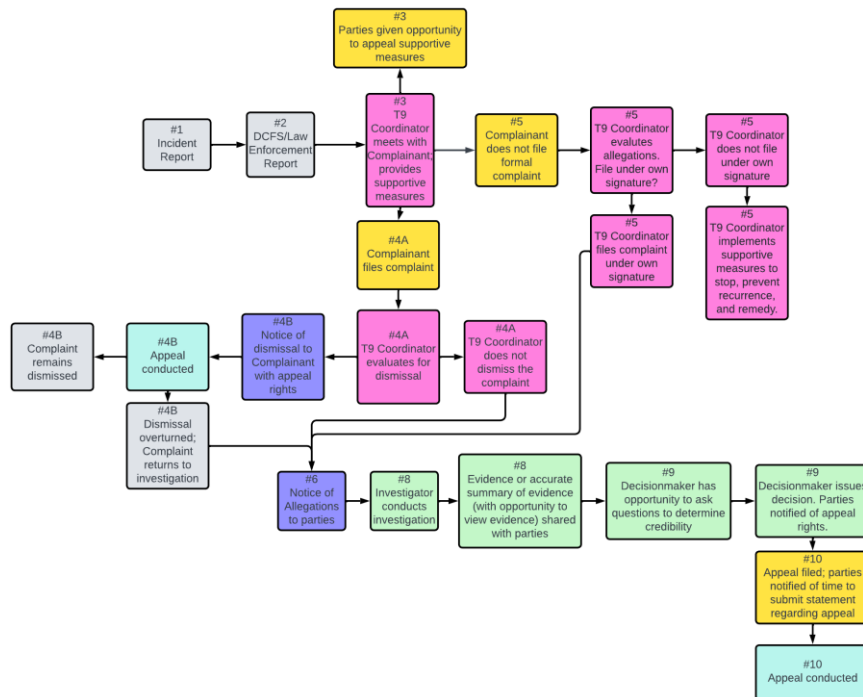 #3
Parties given opportunity
to appeal supportive
measures
#1
Incident
Report
#2
DCFS/Law
Enforcement
Report
#3
T9
Coordinator
meets with
Complainant;
provides
supportive
measures
#5
Complainant
does not file
formal
complaint
#5
T9 Coordinator
evalutes
allegations.
File under own
signature?
#5
T9 Coordinator
does not file
under own
signature
#4A
Complainant
files complaint
#5
T9 Coordinator
files complaint
under own
signature
#5
T9 Coordinator
implements
supportive
measures to
stop, prevent
recurrence,
and remedy.
#4B
Complaint
remains
dismissed
#4B
Appeal
conducted
#4B
Notice of
dismissal to
Complainant
with appeal
rights
#4A
T9 Coordinator
evaluates for
dismissal
#4A
T9 Coordinator
does not
dismiss the
complaint
#4B
Dismissal
overturned;
Complaint
returns to
investigation
#6
Notice of
Allegations
to parties
#8
Investigator
conducts
investigation
#8
Evidence or accurate
summary of evidence
(with opportunity to
view evidence) shared
with parties
#9
Decisionmaker has
opportunity to ask
questions to determine
credibility
#9
Decisionmaker issues
decision. Parties
notified of appeal
rights.
#10
Appeal filed; parties
notified of time to
submit statement
regarding appeal
#10
Appeal conducted